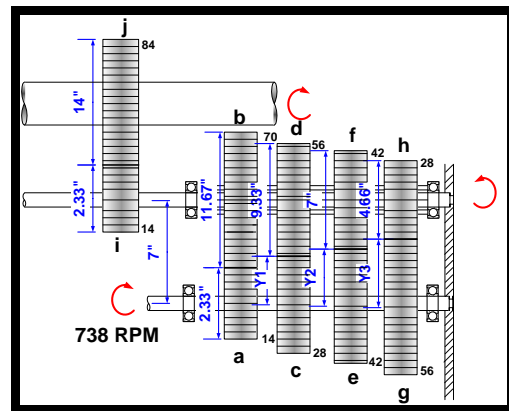 j
84
14"
b
70
d
56
f
42
h
28
11.67"
9.33"
7"
4.66"
2.33"
i
14
7"
Y1
Y2
Y3
2.33"
738 RPM
a
14
c
28
e
42
g
56